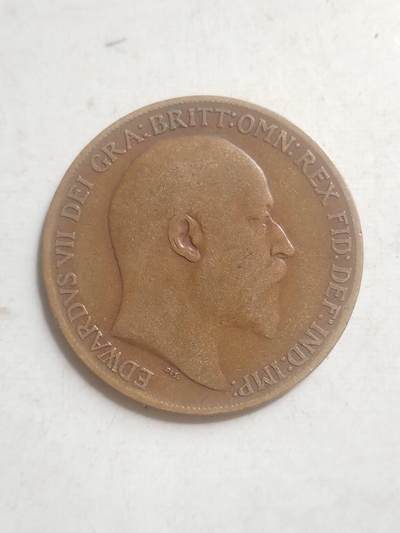 EDWARDVS VII DEI GRA: BRITT: OMN: REX FID: DEF: IND: IMP: